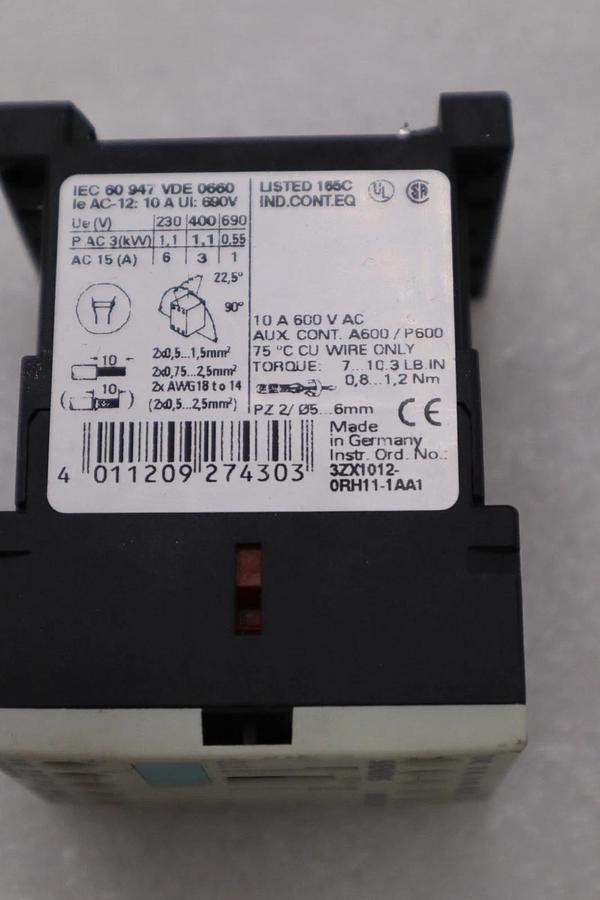 IEC 60 947 VDE 0660
Ie AC-12: 10 A UI: 690V
Ue (V) 230 400 690
P AC 3(kW) 1,1 1,1 0,55
AC 15 (A) 6 3 1
22,5°
90°
10 2x0,5...1,5mm²
2x0,75...2,5mm²
10 2x AWG18 to 14
(2x0,5...2,5mm²)
LISTED 165C UL SA
IND.CONT.EQ
10 A 600 V AC
AUX. CONT. A600 / P600
75 °C CU WIRE ONLY
TORQUE: 7...10.3 LB.IN
0,8...1,2 Nm
PZ 2/ Ø5...6mm CE
Made
in Germany
Instr. Ord. No.:
3ZX1012-
0RH11-1AA1
4 011209 274303